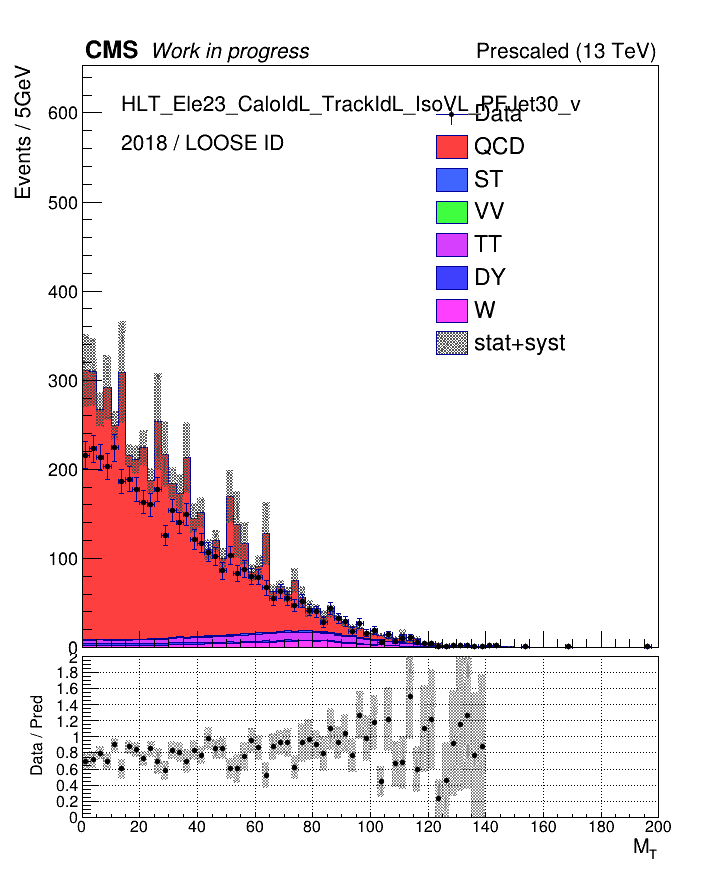 CMS Work in progress Prescaled (13 TeV)
Events / 5GeV
HLT_Ele23_CaloIdL_TrackIdL_IsoVL_PFJet30_v
2018 / LOOSE ID
Data
QCD
ST
VV
TT
DY
W
stat+syst
600
500
400
300
200
100
0
Data / Pred
2
1.8
1.6
1.4
1.2
1
0.8
0.6
0.4
0.2
0
0 20 40 60 80 100 120 140 160 180 200
M_T